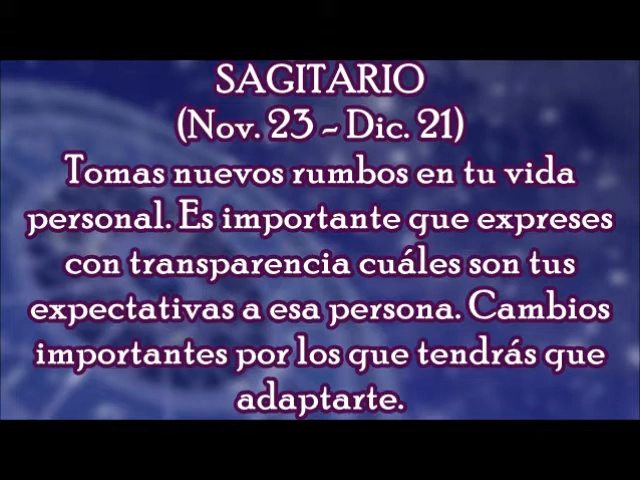 SAGITARIO
(Nov. 23 - Dic. 21)
Tomas nuevos rumbos en tu vida
personal. Es importante que expreses
con transparencia cuáles son tus
expectativas a esa persona. Cambios
importantes por los que tendrás que
adaptarte.